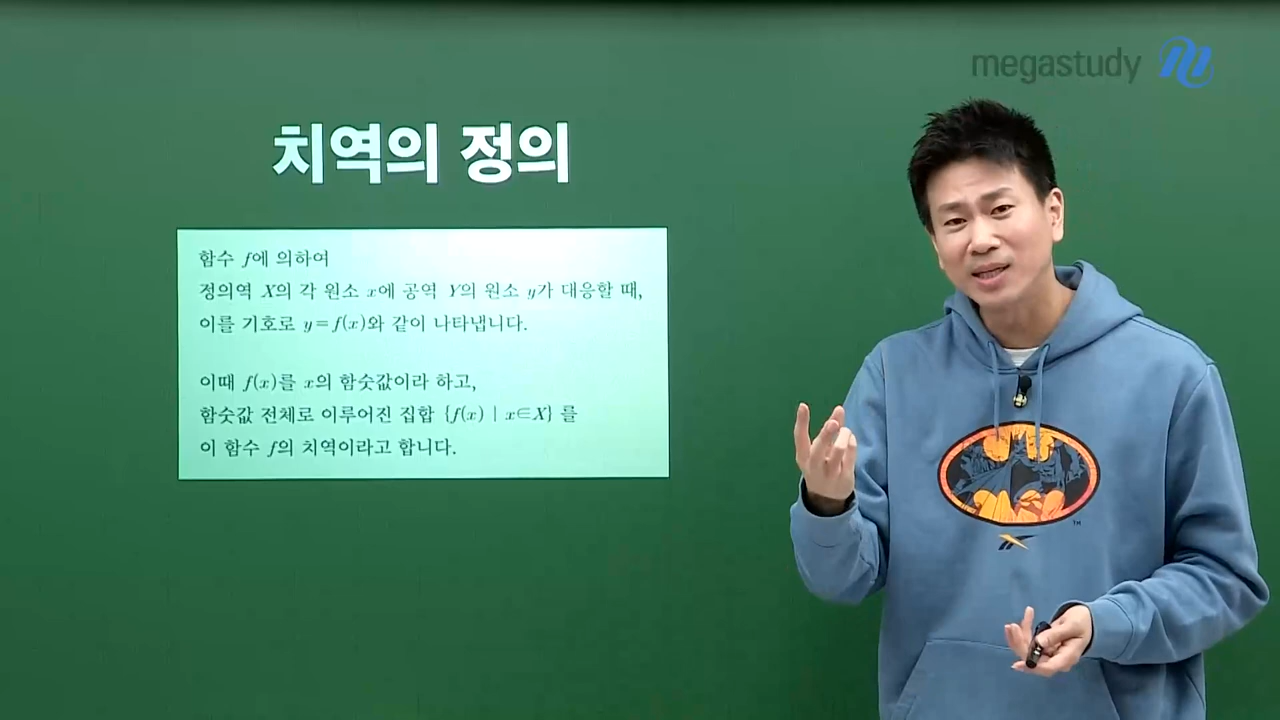 megastudy
치역의 정의
함수 f에 의하여
정의역 X의 각 원소 x에 공역 Y의 원소 y가 대응할 때,
이를 기호로 y=f(x)와 같이 나타냅니다.
이때 f(x)를 x의 함숫값이라 하고,
함숫값 전체로 이루어진 집합 {f(x) | x∈X} 를
이 함수 f의 치역이라고 합니다.
TM